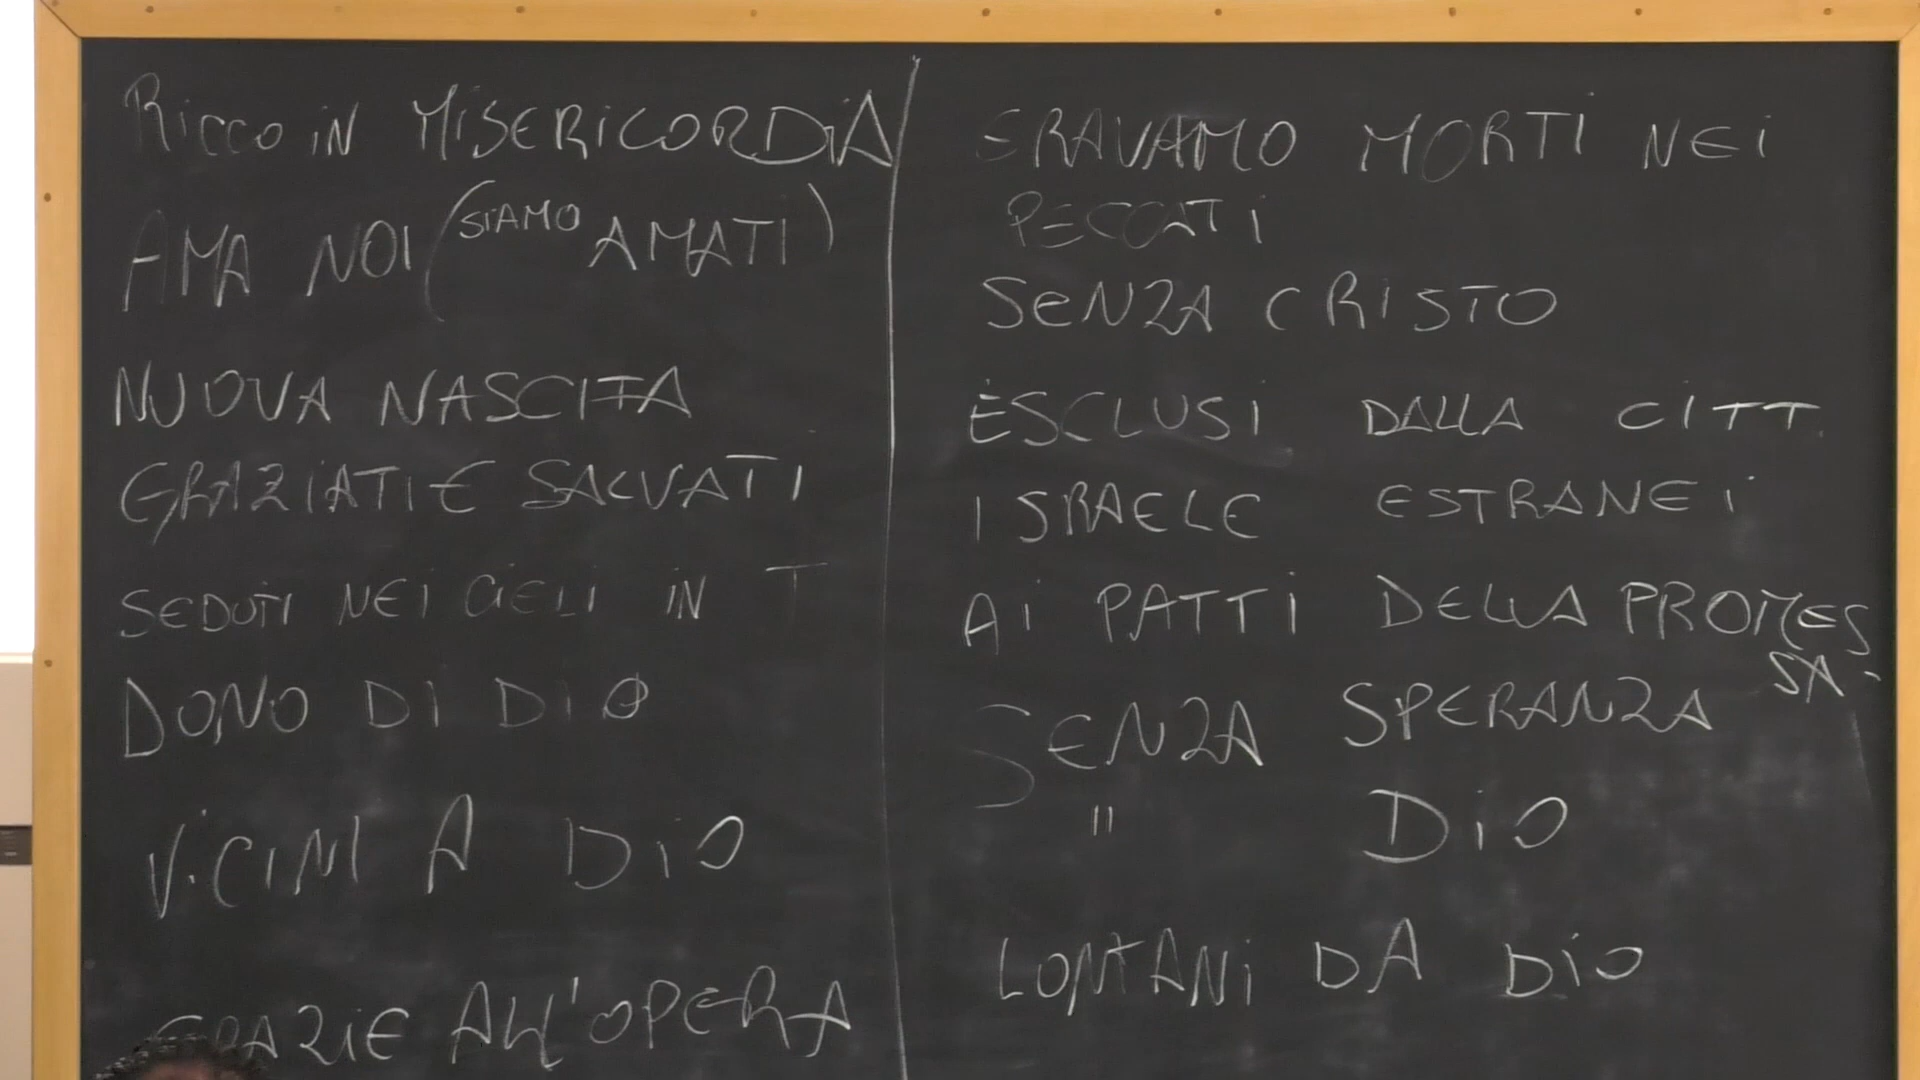 RICCO IN MISERICORDIA
AMA NOI (SIAMO AMATI)
NUOVA NASCITA
GRAZIATI E SALVATI
SEDUTI NEI CIELI IN T
DONO DI DIO
VICINI A DIO
GRAZIE ALL'OPERA
ERAVAMO MORTI NEI
PECCATI
SENZA CRISTO
ESCLUSI DALLA CITT.
ISRAELE ESTRANEI
AI PATTI DELLA PROMES
SA-
SENZA SPERANZA
" DIO
LONTANI DA DIO